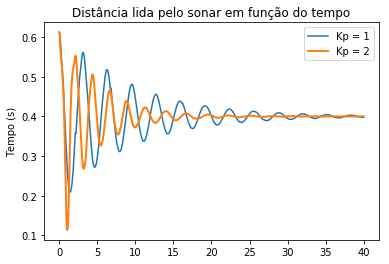 Distância lida pelo sonar em função do tempo
Kp = 1
Kp = 2
Tempo (s)
0.6
0.5
0.4
0.3
0.2
0.1
0 5 10 15 20 25 30 35 40